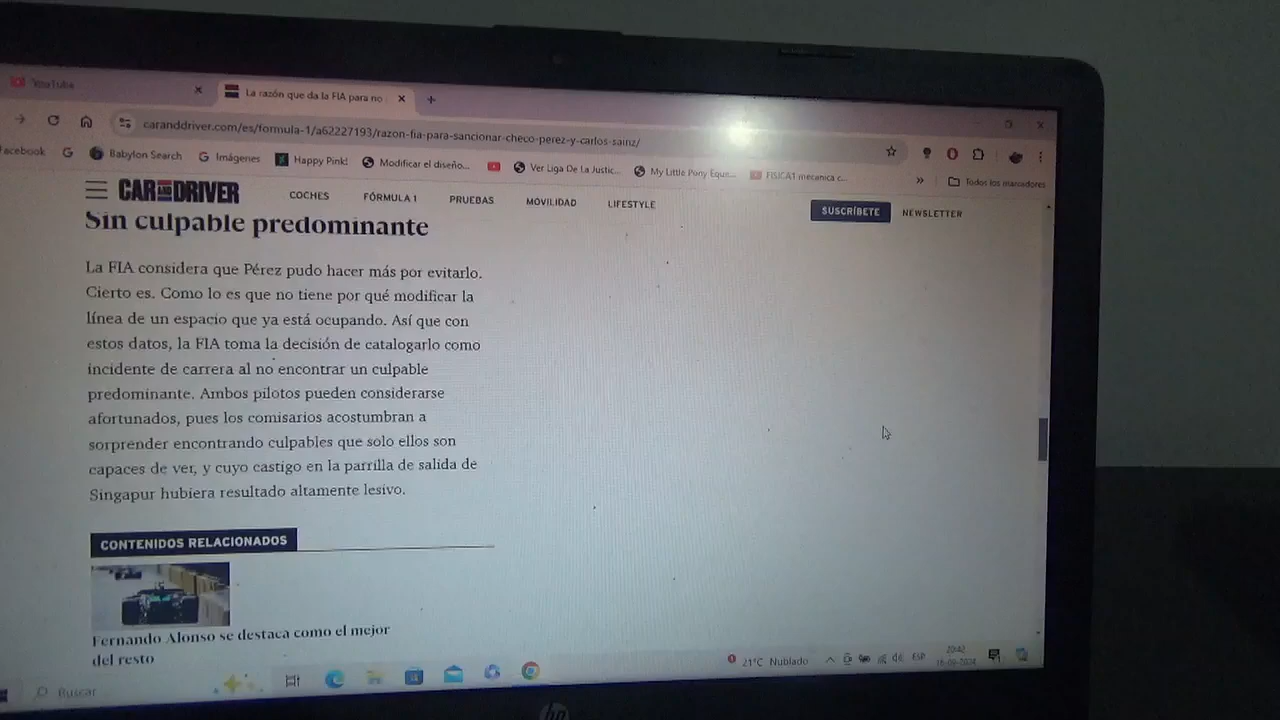 YouTube
La razón que da la FIA para no
caranddriver.com/es/formula-1/a62227193/razon-fia-para-sancionar-checo-perez-y-carlos-sainz/
acebook
Babylon Search
Imágenes
Happy Pink!
Modificar el diseño...
Ver Liga De La Justic...
My Little Pony Eque...
FISICA1 mecanica c...
Todos los marcadores
CAR AND DRIVER
COCHES
FÓRMULA 1
PRUEBAS
MOVILIDAD
LIFESTYLE
SUSCRÍBETE
NEWSLETTER
Sin culpable predominante
La FIA considera que Pérez pudo hacer más por evitarlo.
Cierto es. Como lo es que no tiene por qué modificar la
línea de un espacio que ya está ocupando. Así que con
estos datos, la FIA toma la decisión de catalogarlo como
incidente de carrera al no encontrar un culpable
predominante. Ambos pilotos pueden considerarse
afortunados, pues los comisarios acostumbran a
sorprender encontrando culpables que solo ellos son
capaces de ver, y cuyo castigo en la parrilla de salida de
Singapur hubiera resultado altamente lesivo.
CONTENIDOS RELACIONADOS
Fernando Alonso se destaca como el mejor
del resto
Buscar
21°C Nublado
ESP
20:42
16-09-2024
hp